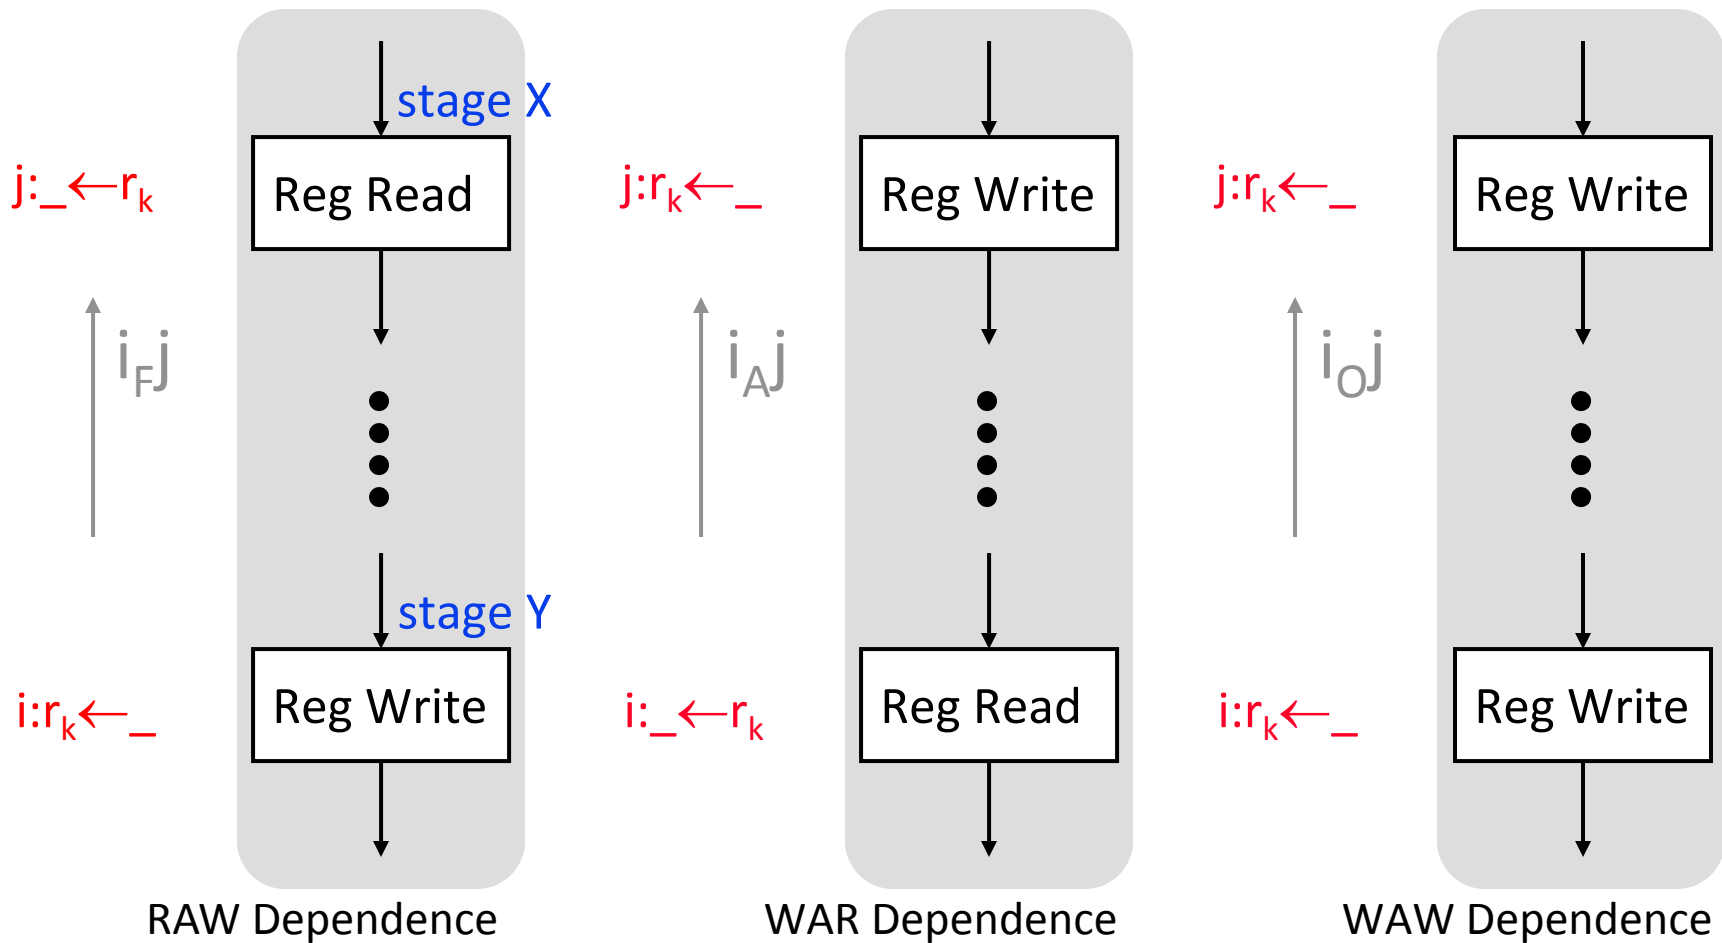 stage X
j:_←rk
Reg Read
iFj
stage Y
i:rk←_
Reg Write
RAW Dependence
j:rk←_
Reg Write
iAj
i:_←rk
Reg Read
WAR Dependence
j:rk←_
Reg Write
iOj
i:rk←_
Reg Write
WAW Dependence